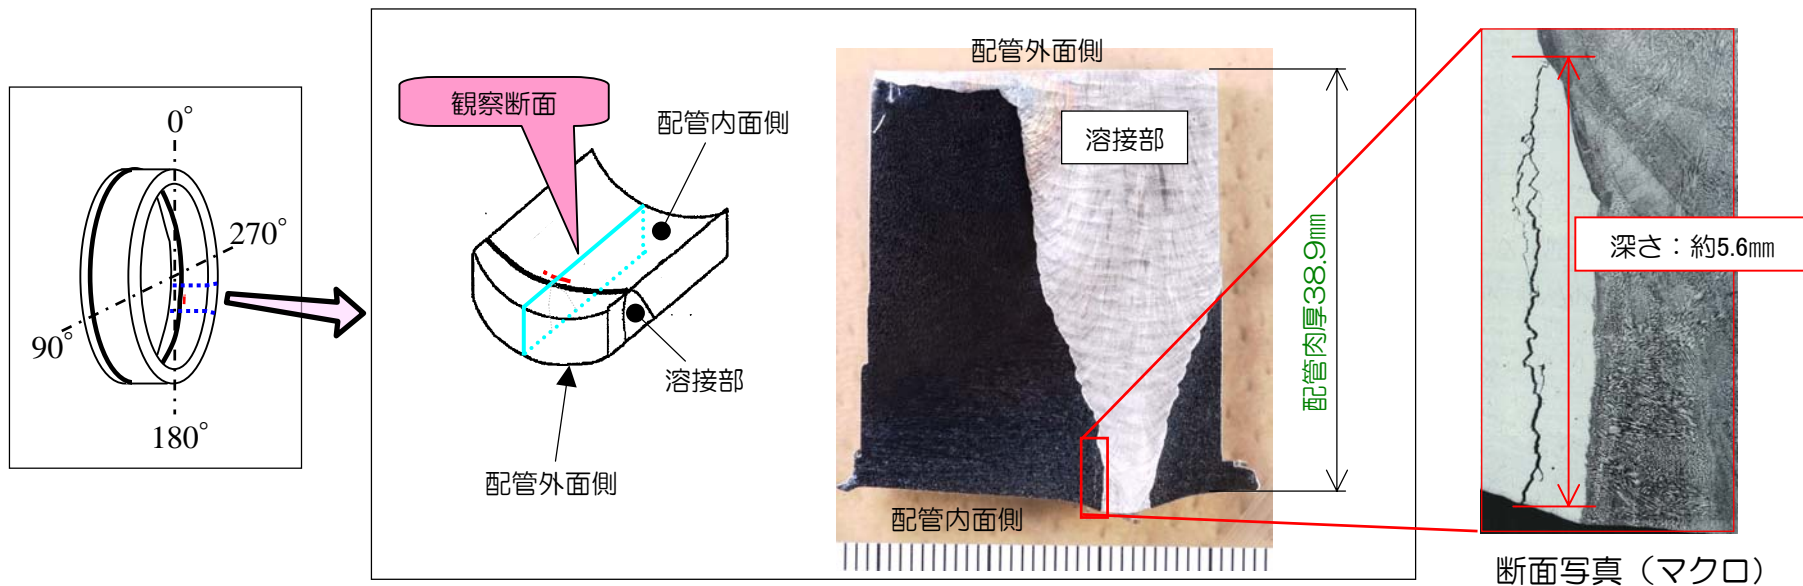 0°
270°
90°
180°
観察断面
配管内面側
溶接部
配管外面側
配管外面側
溶接部
配管肉厚38.9㎜
配管内面側
深さ：約5.6㎜
断面写真（マクロ）